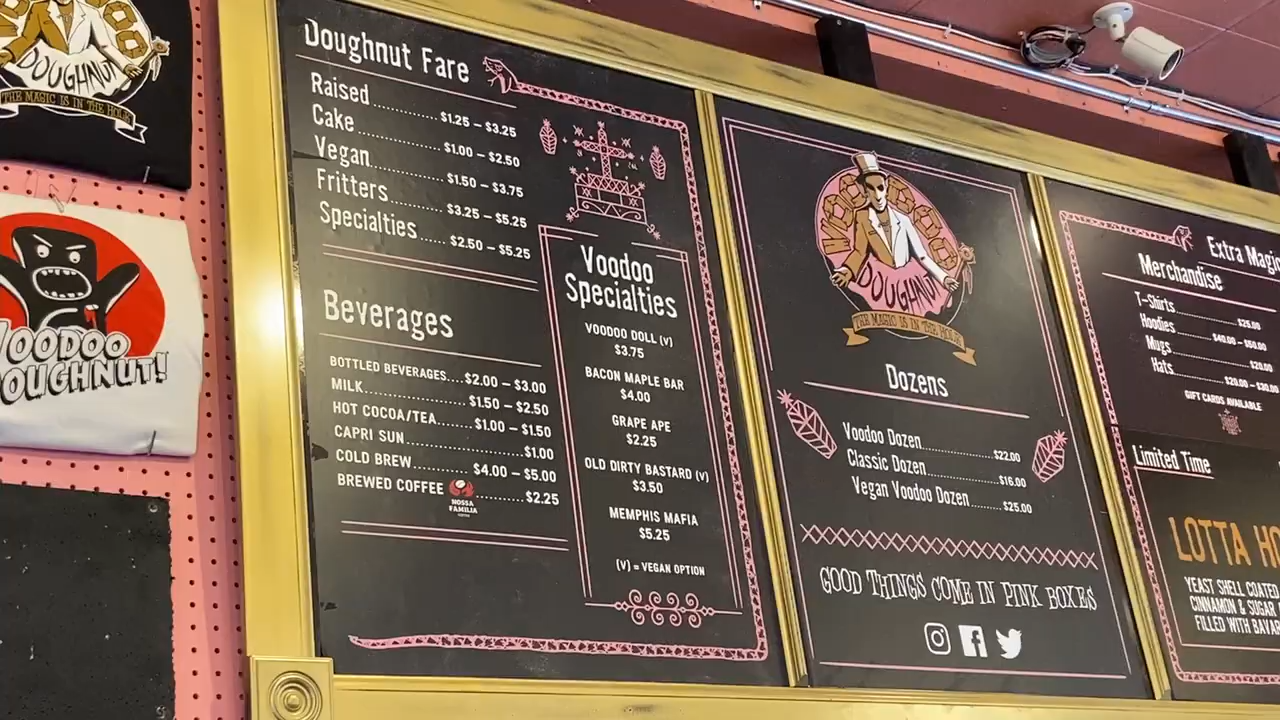 DOUGHNUT
THE MAGIC IS IN THE HOLE
VOODOO
DOUGHNUT!
Doughnut Fare
Raised.......... $1.25 – $3.25
Cake.......... $1.00 – $2.50
Vegan.......... $1.50 – $3.75
Fritters.......... $3.25 – $5.25
Specialties...... $2.50 – $5.25
Beverages
BOTTLED BEVERAGES....$2.00 – $3.00
MILK..........$1.50 – $2.50
HOT COCOA/TEA.......$1.00 – $1.50
CAPRI SUN..........$1.00
COLD BREW..........$4.00 – $5.00
BREWED COFFEE ..........$2.25
NOSSA
FAMILIA
Voodoo
Specialties
VOODOO DOLL (V)
$3.75
BACON MAPLE BAR
$4.00
GRAPE APE
$2.25
OLD DIRTY BASTARD (V)
$3.50
MEMPHIS MAFIA
$5.25
(V) = VEGAN OPTION
VOODOO
DOUGHNUT
THE MAGIC IS IN THE HOLE
Dozens
Voodoo Dozen.......... $22.00
Classic Dozen.......... $16.00
Vegan Voodoo Dozen.......... $25.00
GOOD THINGS COME IN PINK BOXES
Extra Magic
Merchandise
T-Shirts..........$25.00
Hoodies..........$40.00 – $50.00
Mugs..........$20.00
Hats..........$20.00 – $30.00
GIFT CARDS AVAILABLE
Limited Time
LOTTA HO
YEAST SHELL COATED
CINNAMON & SUGAR
FILLED WITH BAVAR